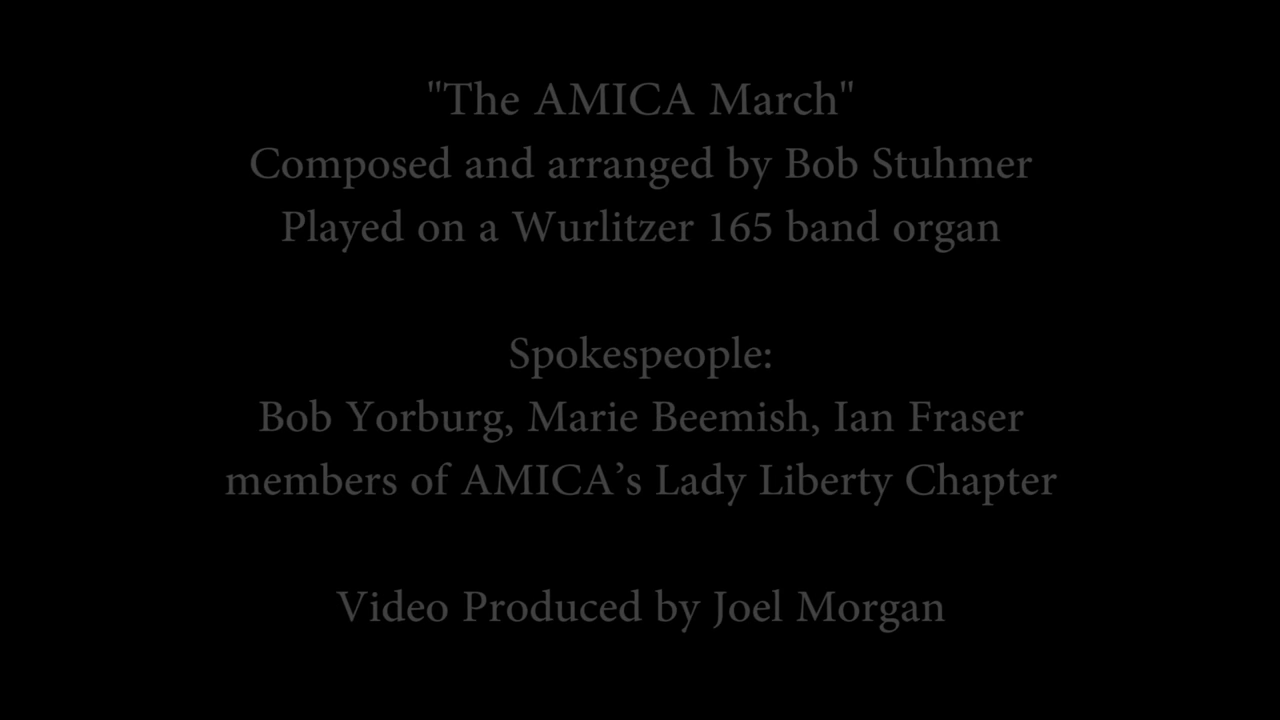 "The AMICA March"
Composed and arranged by Bob Stuhmer
Played on a Wurlitzer 165 band organ
Spokespeople:
Bob Yorburg, Marie Beemish, Ian Fraser
members of AMICA’s Lady Liberty Chapter
Video Produced by Joel Morgan